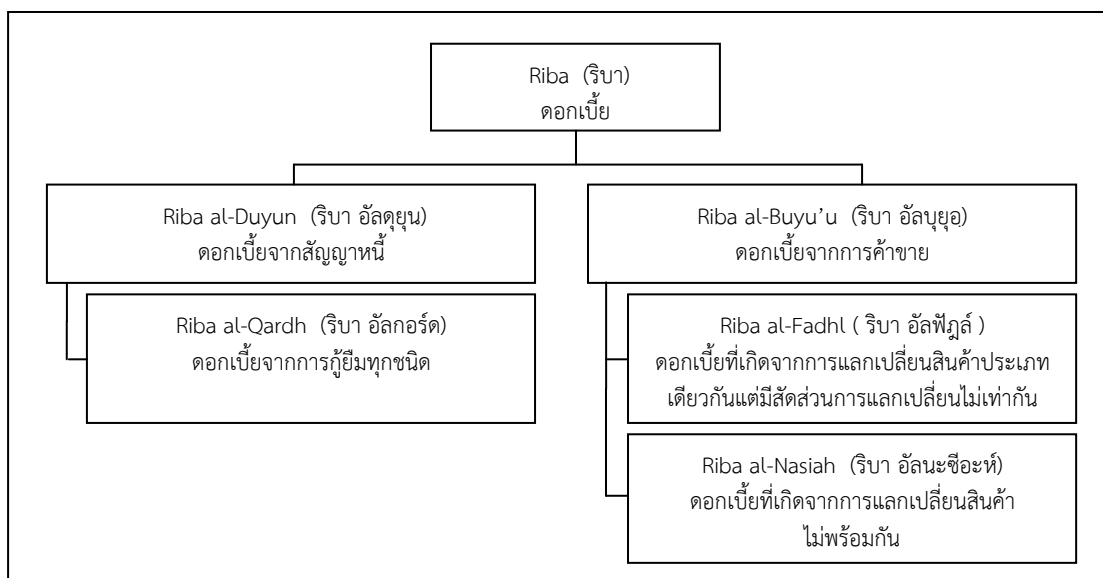 Riba (ริบา)
ดอกเบี้ย
Riba al-Duyun (ริบา อัลดุยุน)
ดอกเบี้ยจากสัญญาหนี้
Riba al-Qardh (ริบา อัลกอร์ด)
ดอกเบี้ยจากการกู้ยืมทุกชนิด
Riba al-Buyu’u (ริบา อัลบุยุอฺ)
ดอกเบี้ยจากการค้าขาย
Riba al-Fadhl ( ริบา อัลฟัฎล์ )
ดอกเบี้ยที่เกิดจากการแลกเปลี่ยนสินค้าประเภท
เดียวกันแต่มีสัดส่วนการแลกเปลี่ยนไม่เท่ากัน
Riba al-Nasiah (ริบา อัลนะซีอะห์)
ดอกเบี้ยที่เกิดจากการแลกเปลี่ยนสินค้า
ไม่พร้อมกัน